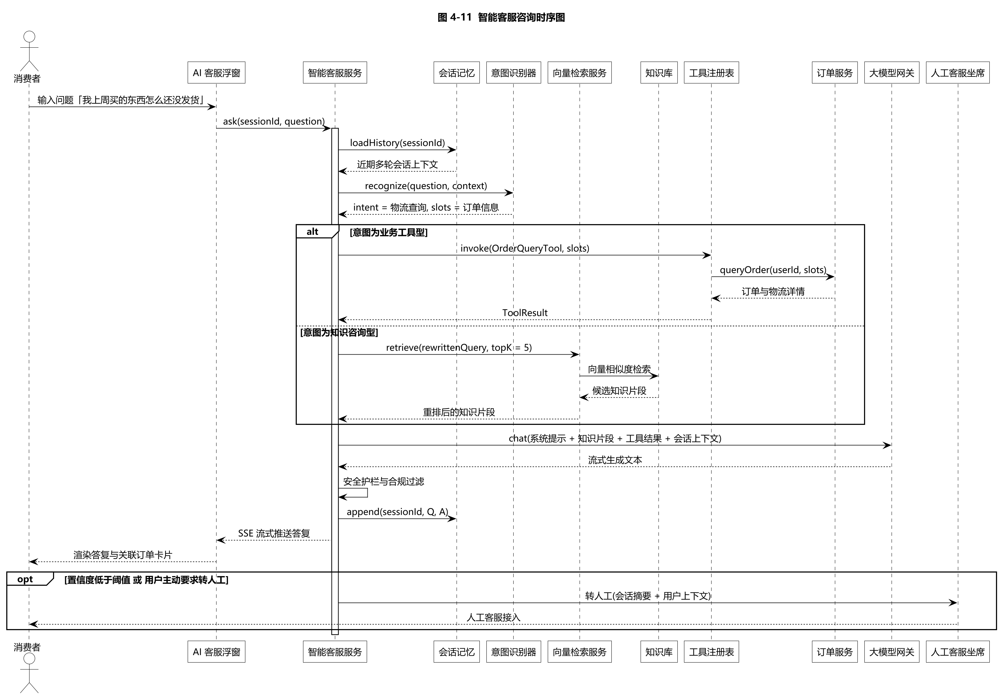 图 4-11 智能客服咨询时序图
消费者
AI 客服浮窗
智能客服服务
会话记忆
意图识别器
向量检索服务
知识库
工具注册表
订单服务
大模型网关
人工客服坐席
输入问题「我上周买的东西怎么还没发货」
ask(sessionId, question)
loadHistory(sessionId)
近期多轮会话上下文
recognize(question, context)
intent = 物流查询, slots = 订单信息
alt [意图为业务工具型]
invoke(OrderQueryTool, slots)
queryOrder(userId, slots)
订单与物流详情
ToolResult
[意图为知识咨询型]
retrieve(rewrittenQuery, topK = 5)
向量相似度检索
候选知识片段
重排后的知识片段
chat(系统提示 + 知识片段 + 工具结果 + 会话上下文)
流式生成文本
安全护栏与合规过滤
append(sessionId, Q, A)
SSE 流式推送答复
渲染答复与关联订单卡片
opt [置信度低于阈值 或 用户主动要求转人工]
转人工(会话摘要 + 用户上下文)
人工客服接入
消费者
AI 客服浮窗
智能客服服务
会话记忆
意图识别器
向量检索服务
知识库
工具注册表
订单服务
大模型网关
人工客服坐席